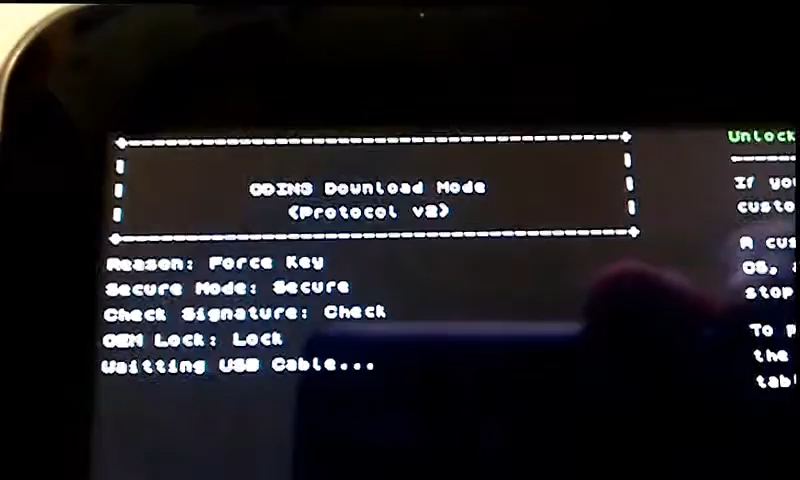 ODIN3 Download Mode
(Protocol v2)
Reason: Force Key
Secure Mode: Secure
Check Signature: Check
OEM Lock: Lock
Waitting USB Cable...
Unlock
If you
custo
A cus
OS, a
stop
To
the
tabl